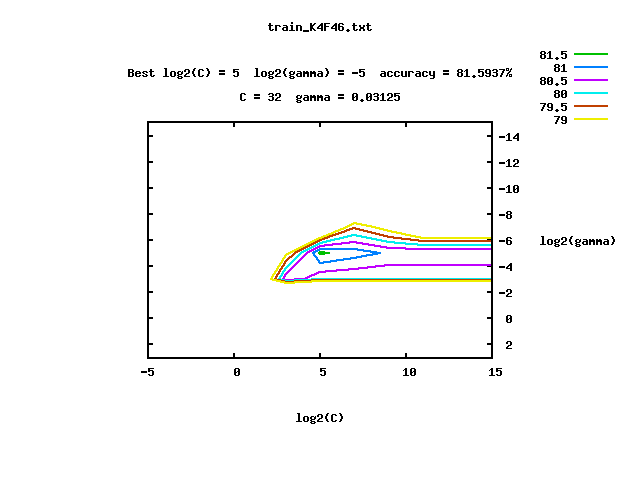 train_K4F46.txt
Best log2(C) = 5  log2(gamma) = -5  accuracy = 81.5937%
C = 32  gamma = 0.03125
81.5
81
80.5
80
79.5
79
-14
-12
-10
-8
-6
-4
-2
0
2
log2(gamma)
-5 0 5 10 15
log2(C)